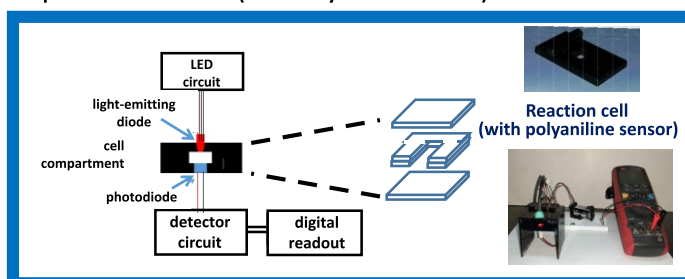 LED
circuit
light-emitting
diode
cell
compartment
photodiode
detector
circuit
digital
readout
Reaction cell
(with polyaniline sensor)